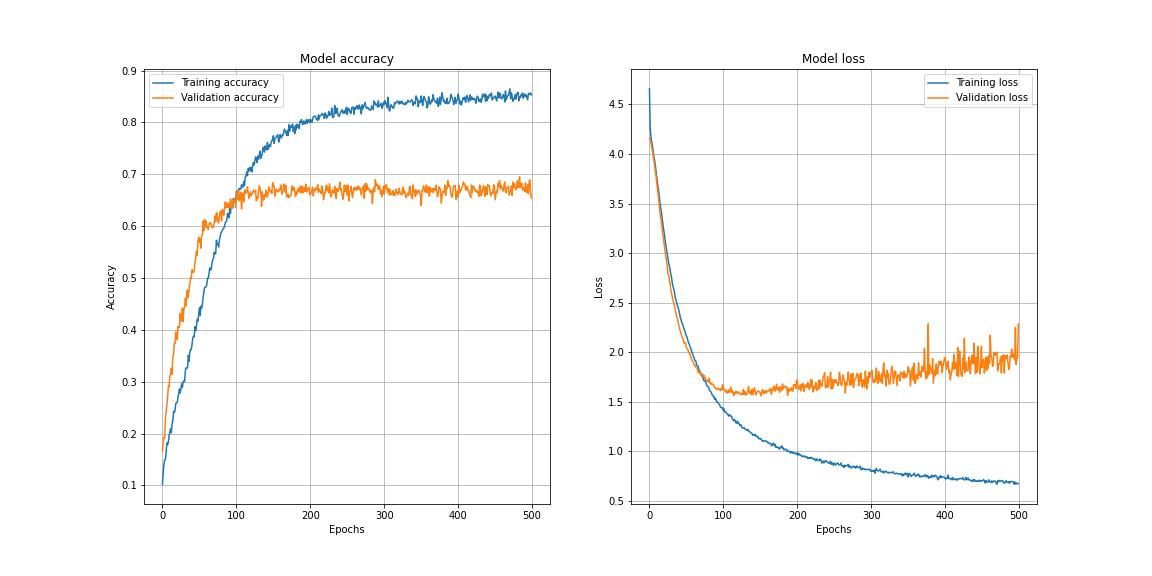 Model accuracy
Training accuracy
Validation accuracy
0.9
0.8
0.7
0.6
0.5
0.4
0.3
0.2
0.1
Accuracy
0 100 200 300 400 500
Epochs
Model loss
Training loss
Validation loss
4.5
4.0
3.5
3.0
2.5
2.0
1.5
1.0
0.5
Loss
0 100 200 300 400 500
Epochs